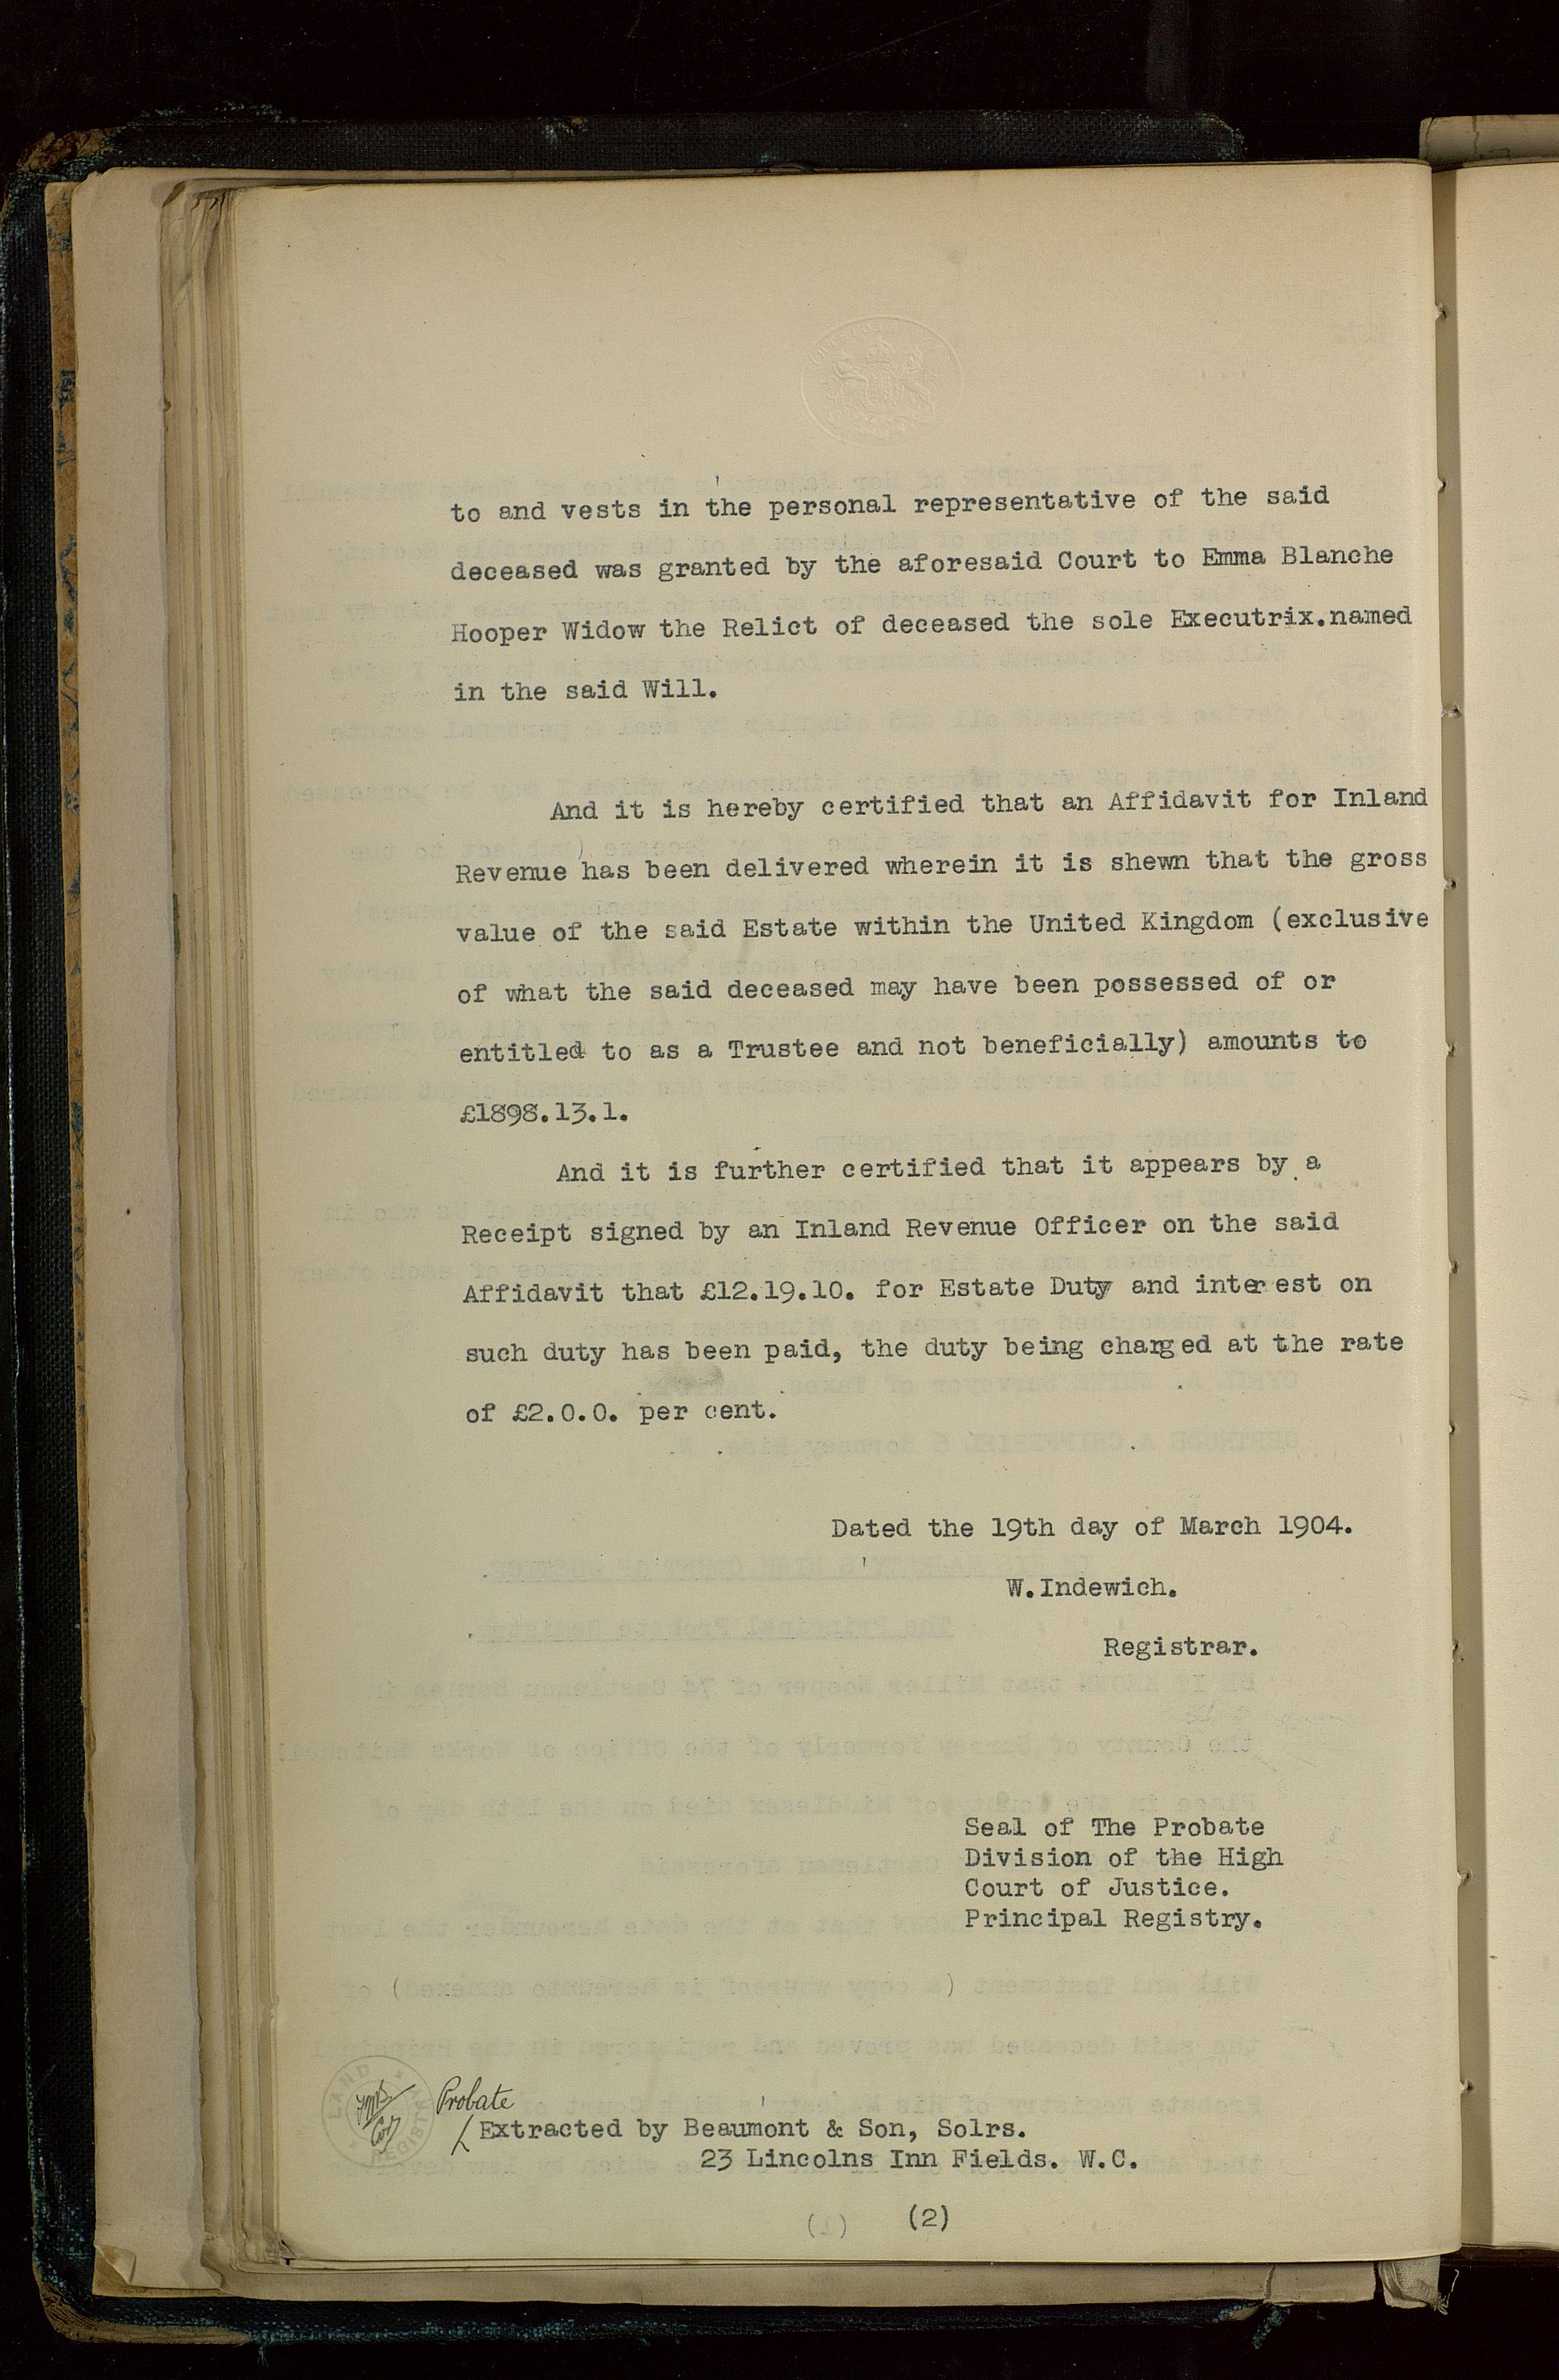 to and vests in the personal representative of the said
deceased was granted by the aforesaid Court to Emma Blanche
Hooper Widow the Relict of deceased the sole Executrix.named
in the said Will.
And it is hereby certified that an Affidavit for Inland
Revenue has been delivered wherein it is shewn that the gross
value of the said Estate within the United Kingdom (exclusive
of what the said deceased may have been possessed of or
entitled to as a Trustee and not beneficially) amounts to
£1898.13.1.
And it is further certified that it appears by a
Receipt signed by an Inland Revenue Officer on the said
Affidavit that £12.19.10. for Estate Duty and interest on
such duty has been paid, the duty being charged at the rate
of £2.0.0. per cent.
Dated the 19th day of March 1904.
W.Indewich.
Registrar.
Seal of The Probate
Division of the High
Court of Justice.
Principal Registry.
LAND REGISTRY
Probate
Extracted by Beaumont & Son, Solrs.
23 Lincolns Inn Fields. W.C.
(2)